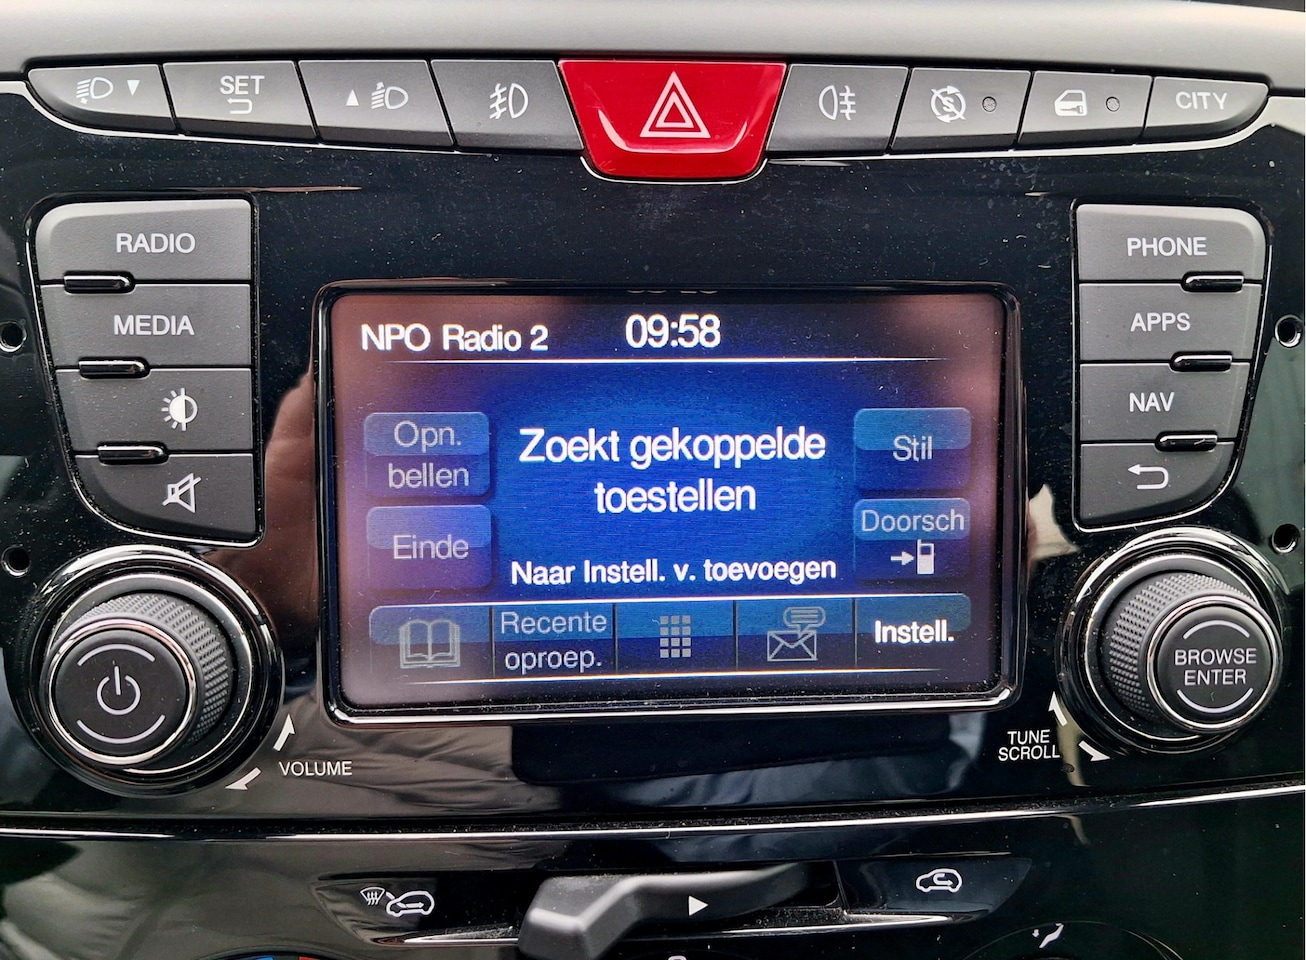 SET
CITY
RADIO
MEDIA
PHONE
APPS
NAV
NPO Radio 2
09:58
Opn.
bellen
Einde
Zoekt gekoppelde
toestellen
Naar Instell. v. toevoegen
Stil
Doorsch
Recente
oproep.
Instell.
VOLUME
BROWSE
ENTER
TUNE
SCROLL